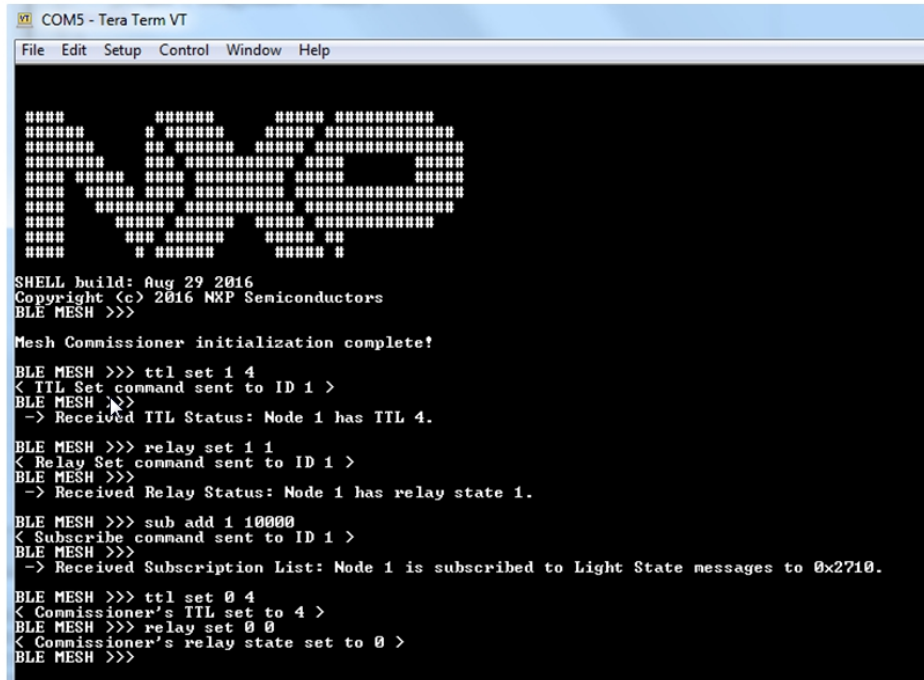 COM5 - Tera Term VT
File Edit Setup Control Window Help
NXP
SHELL build: Aug 29 2016
Copyright (c) 2016 NXP Semiconductors
BLE MESH >>>
Mesh Commissioner initialization complete!
BLE MESH >>> ttl set 1 4
< TTL Set command sent to ID 1 >
BLE MESH >>>
-> Received TTL Status: Node 1 has TTL 4.
BLE MESH >>> relay set 1 1
< Relay Set command sent to ID 1 >
BLE MESH >>>
-> Received Relay Status: Node 1 has relay state 1.
BLE MESH >>> sub add 1 10000
< Subscribe command sent to ID 1 >
BLE MESH >>>
-> Received Subscription List: Node 1 is subscribed to Light State messages to 0x2710.
BLE MESH >>> ttl set 0 4
< Commissioner's TTL set to 4 >
BLE MESH >>> relay set 0 0
< Commissioner's relay state set to 0 >
BLE MESH >>>